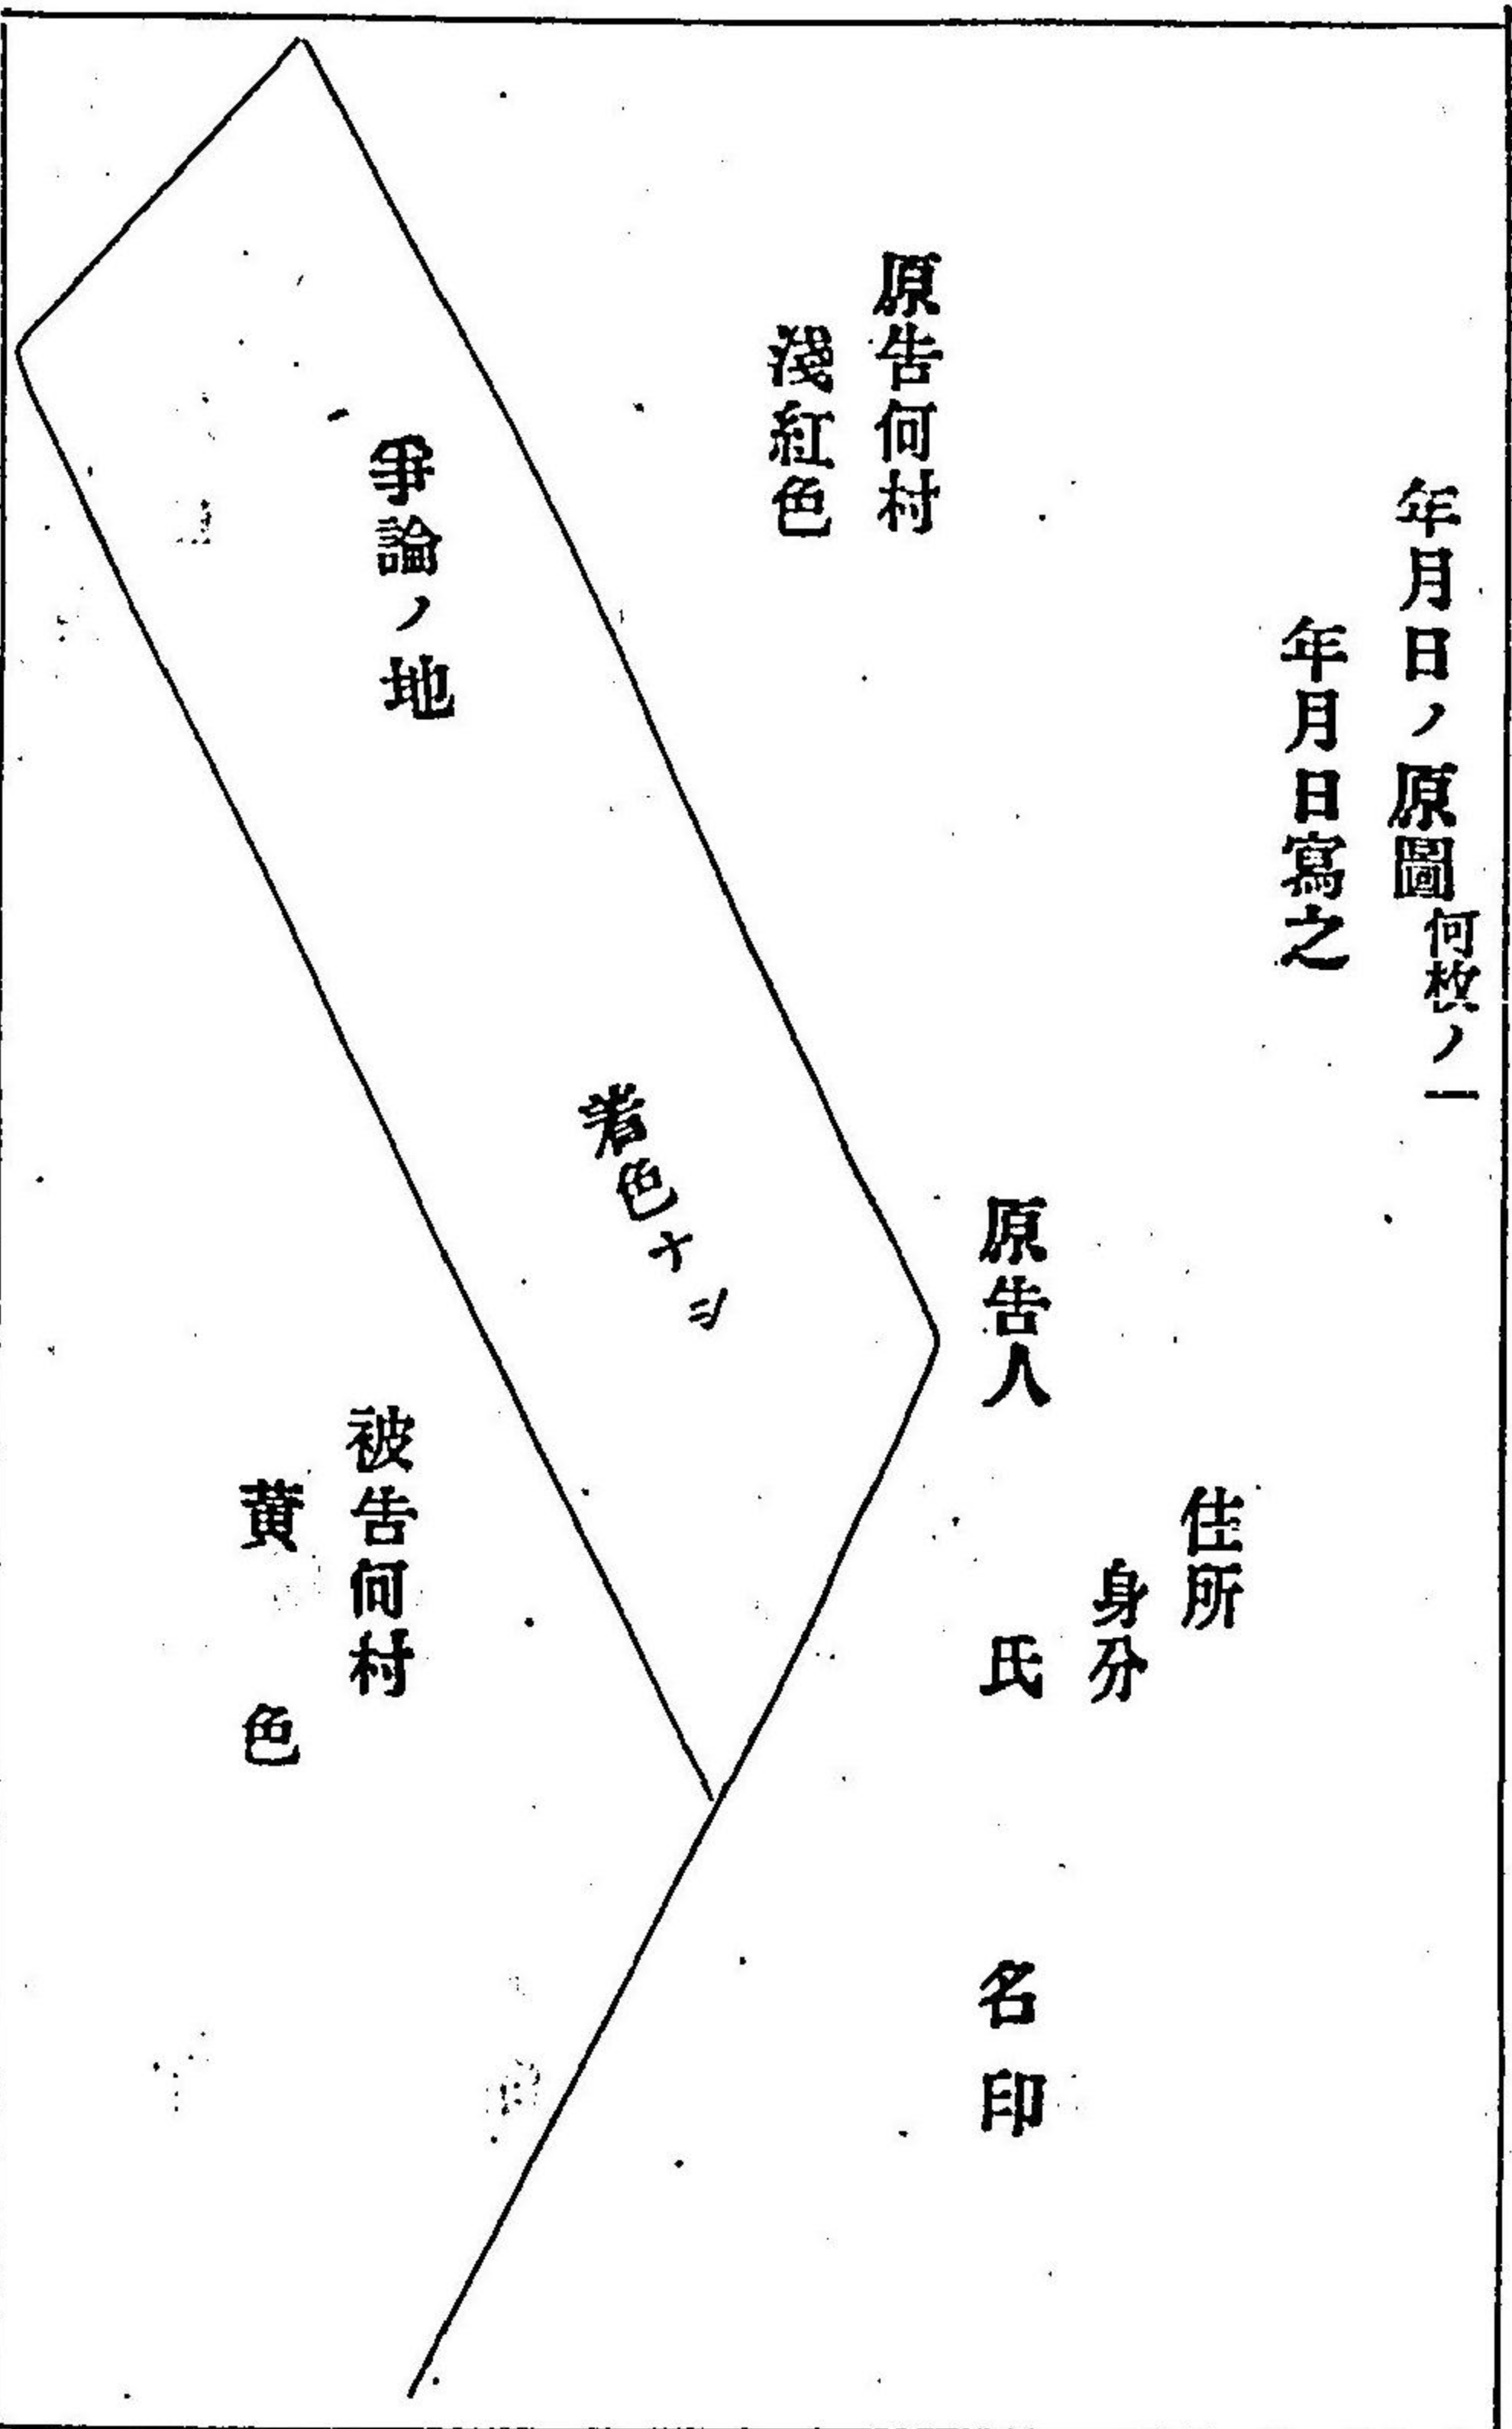 年月日ノ原圖何枚ノ一
年月日寫之
住所
身分
原告人 氏 名 印
原告何村
淺紅色
爭論ノ地
着色ナシ
被告何村
黃色